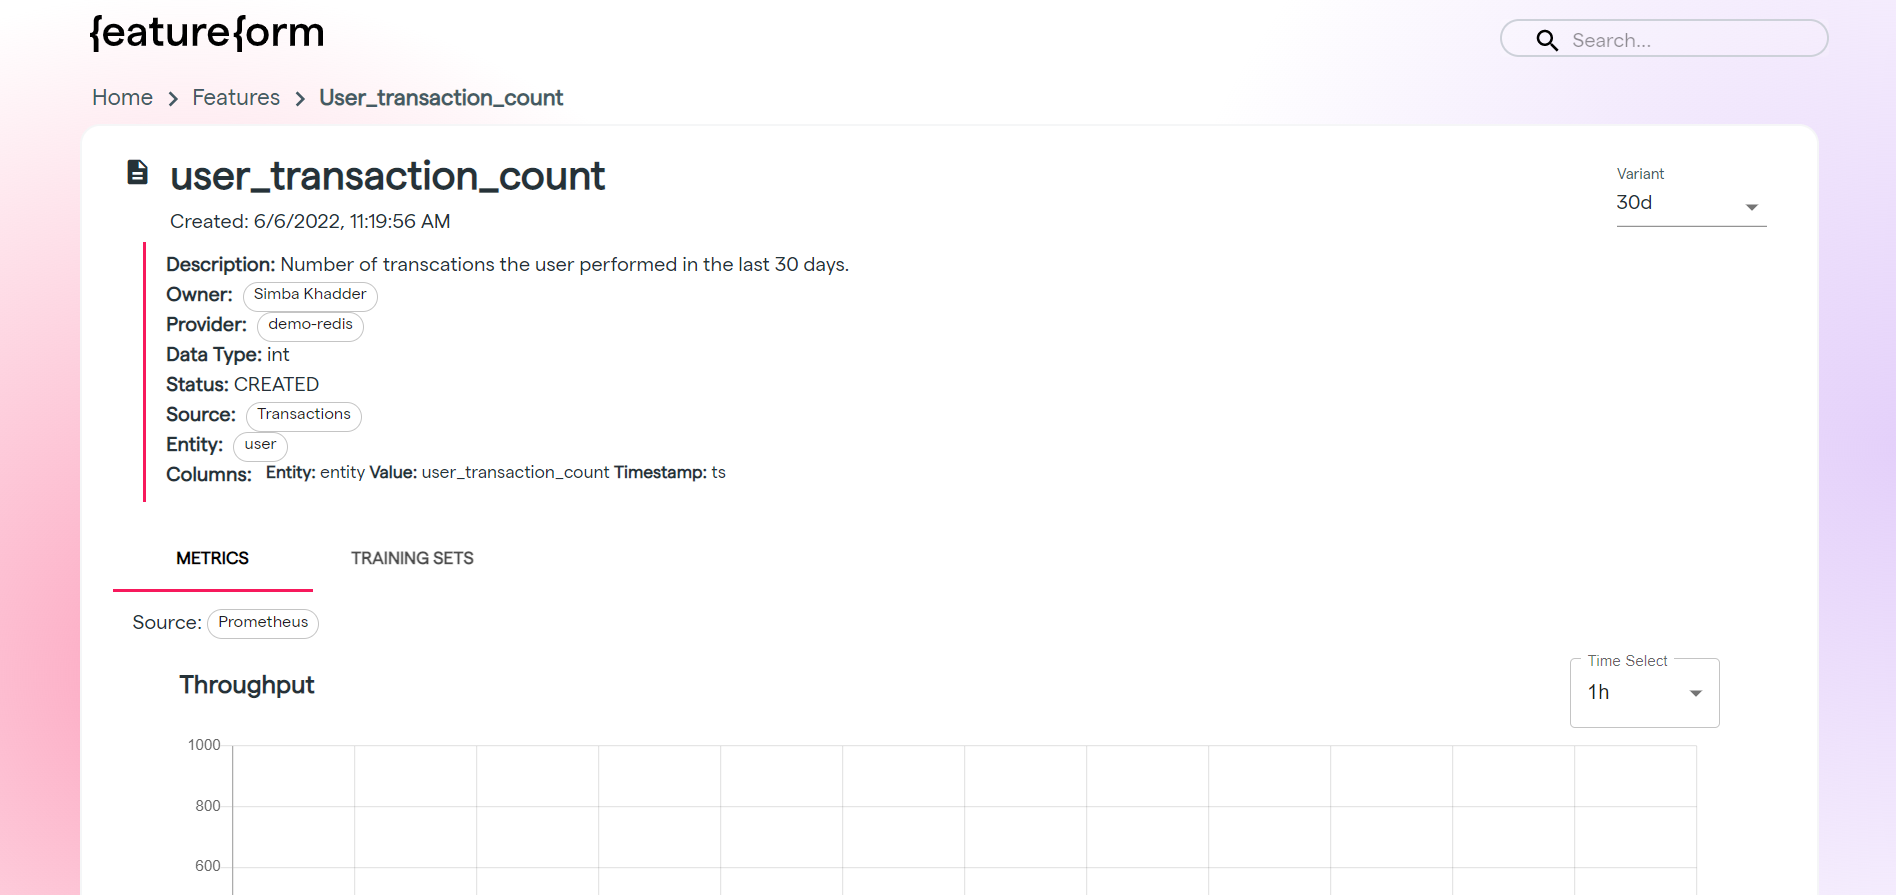 {eature{orm
Search...
Home > Features > User_transaction_count
user_transaction_count
Created: 6/6/2022, 11:19:56 AM
Variant
30d
Description: Number of transcations the user performed in the last 30 days.
Owner: Simba Khadder
Provider: demo-redis
Data Type: int
Status: CREATED
Source: Transactions
Entity: user
Columns: Entity: entity Value: user_transaction_count Timestamp: ts
METRICS TRAINING SETS
Source: Prometheus
Throughput
Time Select
1h
1000
800
600